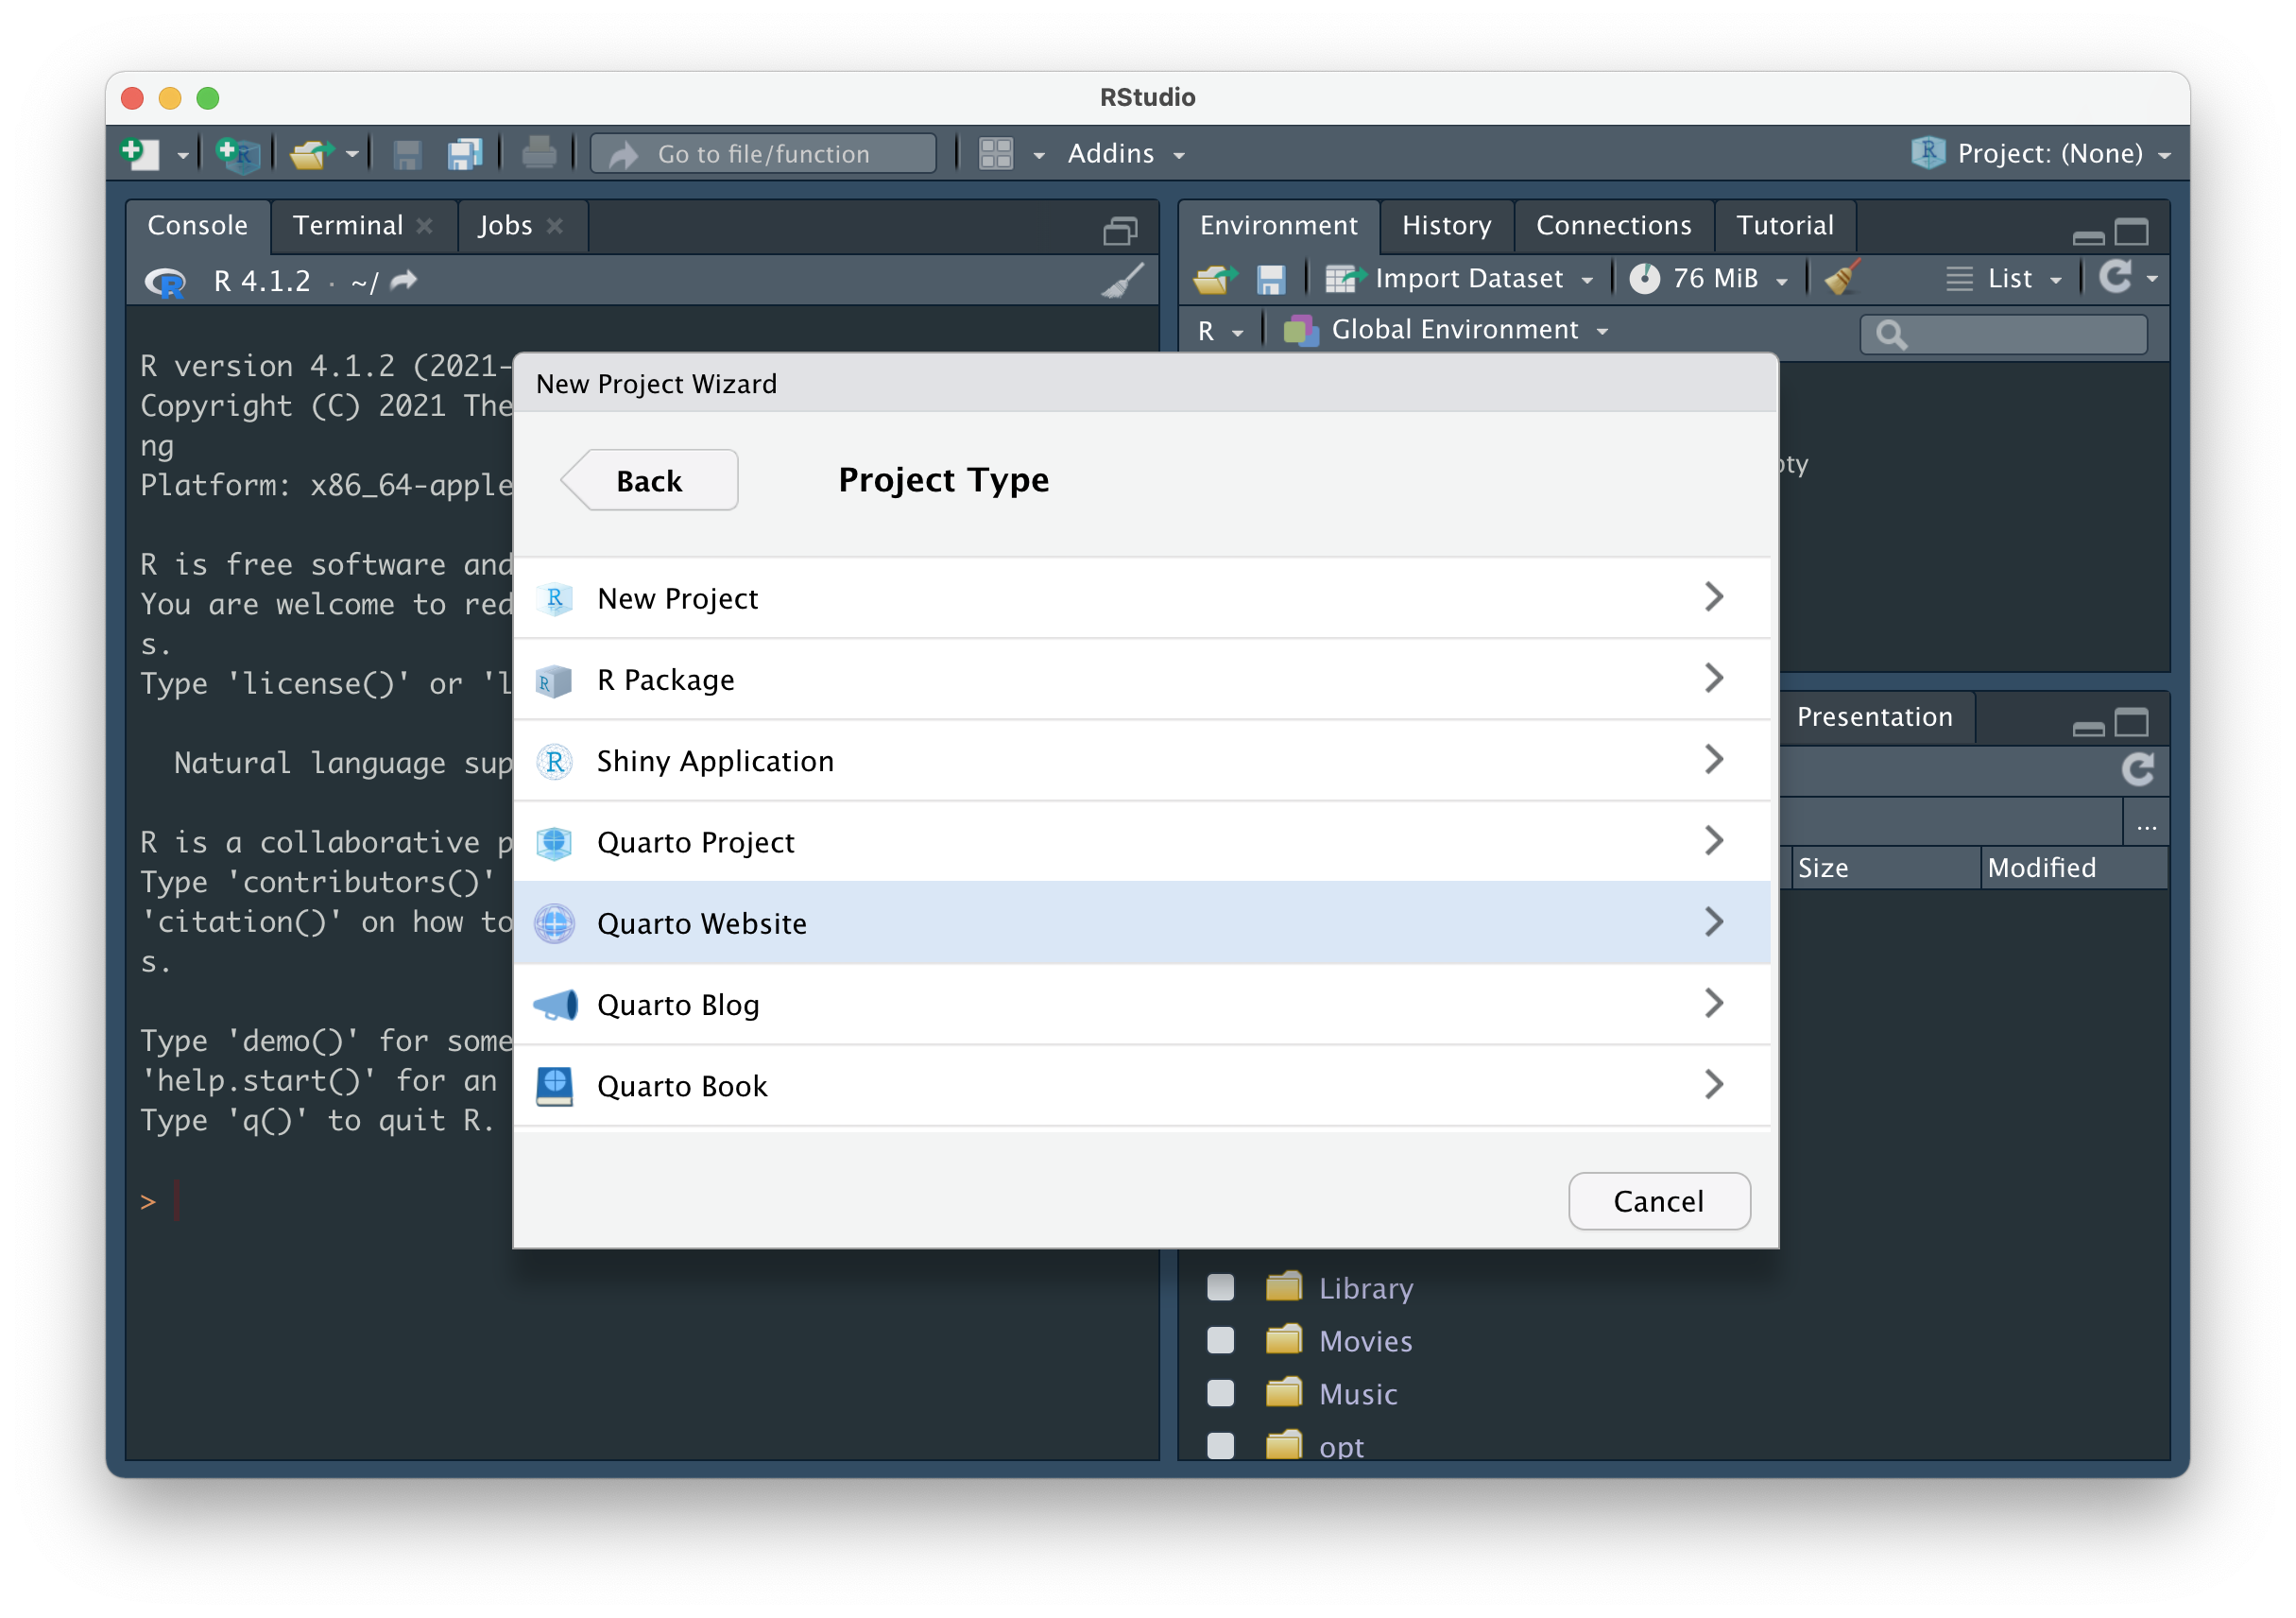 RStudio
Go to file/function
Addins
Project: (None)
Console
Terminal
Jobs
R 4.1.2 · ~/
R version 4.1.2 (2021-
Copyright (C) 2021 The
ng
Platform: x86_64-apple
R is free software and
You are welcome to red
s.
Type 'license()' or 'l
Natural language sup
R is a collaborative p
Type 'contributors()'
'citation()' on how to
s.
Type 'demo()' for some
'help.start()' for an
Type 'q()' to quit R.
>
Environment
History
Connections
Tutorial
Import Dataset
76 MiB
List
R
Global Environment
pty
New Project Wizard
Back
Project Type
New Project
R Package
Shiny Application
Quarto Project
Quarto Website
Quarto Blog
Quarto Book
Cancel
Presentation
...
Size
Modified
Library
Movies
Music
opt